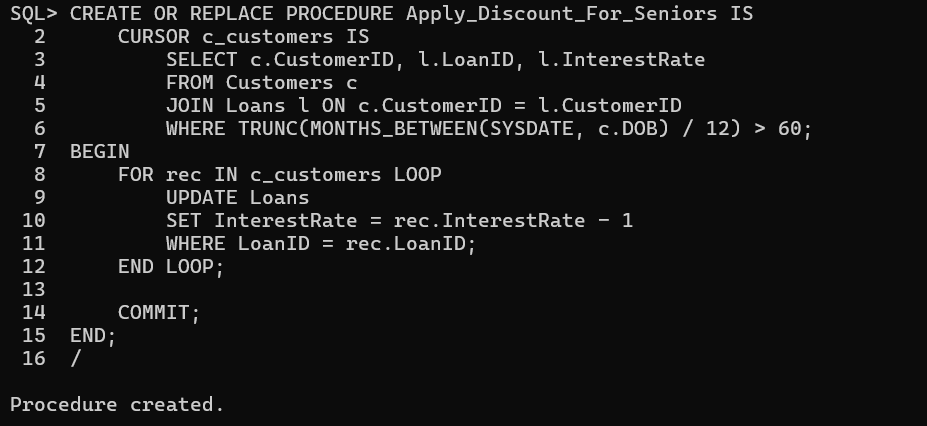 SQL> CREATE OR REPLACE PROCEDURE Apply_Discount_For_Seniors IS
  2      CURSOR c_customers IS
  3          SELECT c.CustomerID, l.LoanID, l.InterestRate
  4          FROM Customers c
  5          JOIN Loans l ON c.CustomerID = l.CustomerID
  6          WHERE TRUNC(MONTHS_BETWEEN(SYSDATE, c.DOB) / 12) > 60;
  7  BEGIN
  8      FOR rec IN c_customers LOOP
  9          UPDATE Loans
 10          SET InterestRate = rec.InterestRate - 1
 11          WHERE LoanID = rec.LoanID;
 12      END LOOP;
 13
 14      COMMIT;
 15  END;
 16  /

Procedure created.